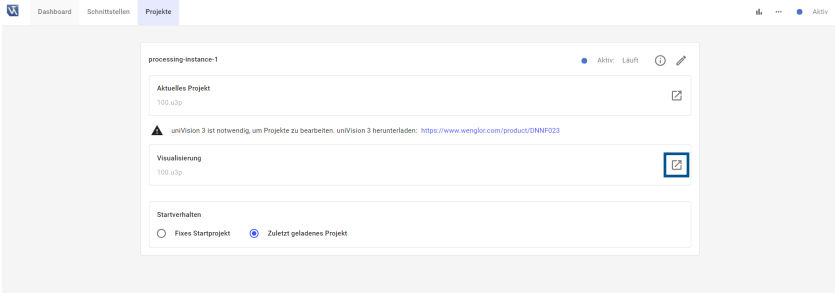 Dashboard Schnittstellen Projekte Aktiv
processing-instance-1 Aktiv: Läuft
Aktuelles Projekt
100.u3p
uniVision 3 ist notwendig, um Projekte zu bearbeiten. uniVision 3 herunterladen: https://www.wenglor.com/product/DNNF023
Visualisierung
100.u3p
Startverhalten
Fixes Startprojekt Zuletzt geladenes Projekt